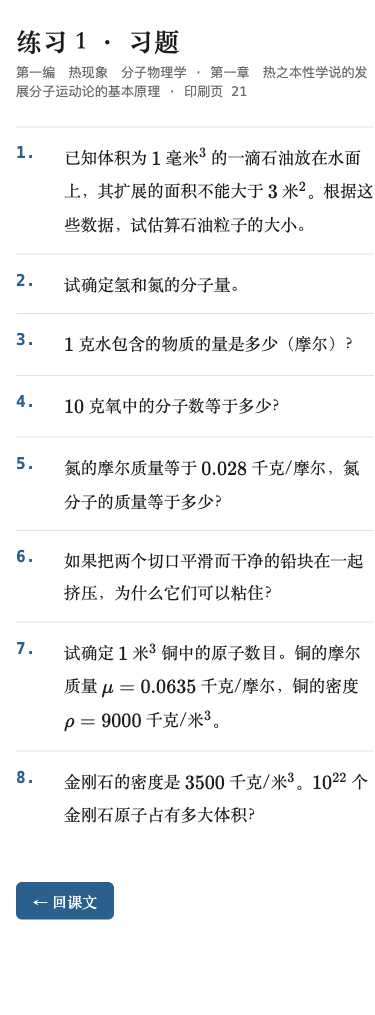 练习 1 · 习题
第一编　热现象　分子物理学 · 第一章　热之本性学说的发
展分子运动论的基本原理 · 印刷页 21
1. 已知体积为 1 毫米³ 的一滴石油放在水面
上，其扩展的面积不能大于 3 米²。根据这
些数据，试估算石油粒子的大小。
2. 试确定氢和氮的分子量。
3. 1 克水包含的物质的量是多少（摩尔）?
4. 10 克氧中的分子数等于多少?
5. 氮的摩尔质量等于 0.028 千克/摩尔，氮
分子的质量等于多少?
6. 如果把两个切口平滑而干净的铅块在一起
挤压，为什么它们可以粘住?
7. 试确定 1 米³ 铜中的原子数目。铜的摩尔
质量 μ = 0.0635 千克/摩尔，铜的密度
ρ = 9000 千克/米³。
8. 金刚石的密度是 3500 千克/米³。10²² 个
金刚石原子占有多大体积?
← 回课文